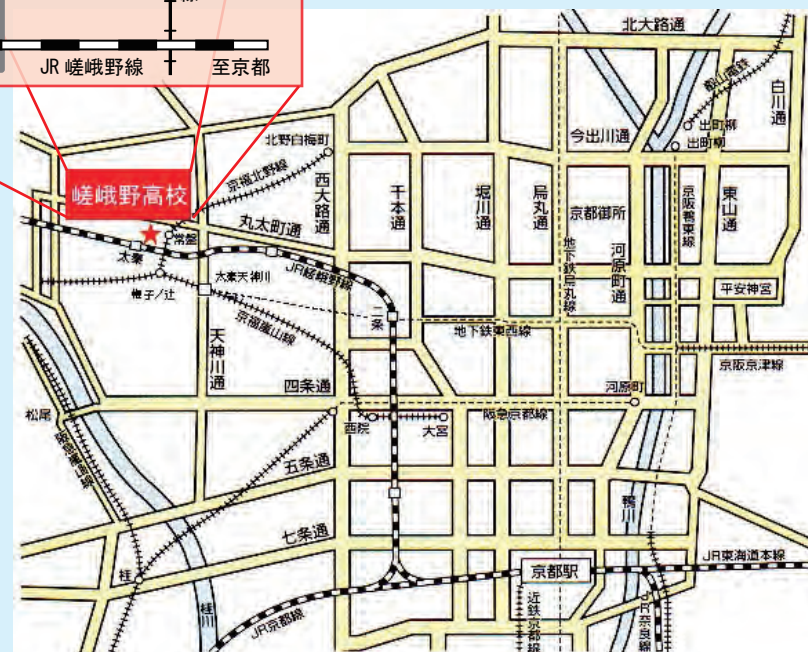 JR 嵯峨野線
至京都
北大路通
叡山電鉄
白川通
出町柳
出町柳
今出川通
北野白梅町
京福北野線
西大路通
千本通
堀川通
烏丸通
京都御所
河原町通
京阪鴨東線
東山通
嵯峨野高校
丸太町通
常盤
太秦
JR嵯峨野線
地下鉄烏丸線
平安神宮
帷子ノ辻
太秦天神川
二条
京福嵐山線
地下鉄東西線
京阪京津線
天神川通
四条通
河原町
松尾
西院
大宮
阪急京都線
阪急嵐山線
五条通
七条通
鴨川
桂
桂川
京都駅
JR東海道本線
JR京都線
近鉄京都線
JR奈良線